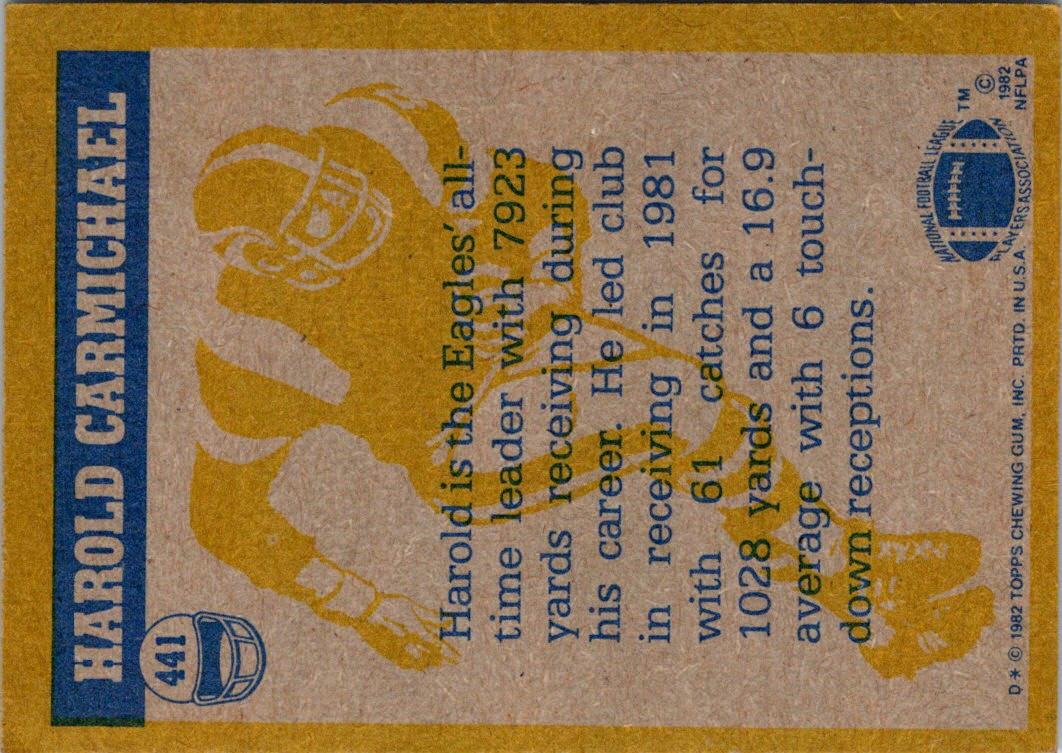 HAROLD CARMICHAEL
441
Harold is the Eagles' all-
time leader with 7923
yards receiving during
his career. He led club
in receiving in 1981
with 61 catches for
1028 yards and a 16.9
average with 6 touch-
down receptions.
NATIONAL FOOTBALL LEAGUE
PLAYERS ASSOCIATION
TM
©
1982
NFLPA
D * © 1982 TOPPS CHEWING GUM, INC. PRTD. IN U.S.A.